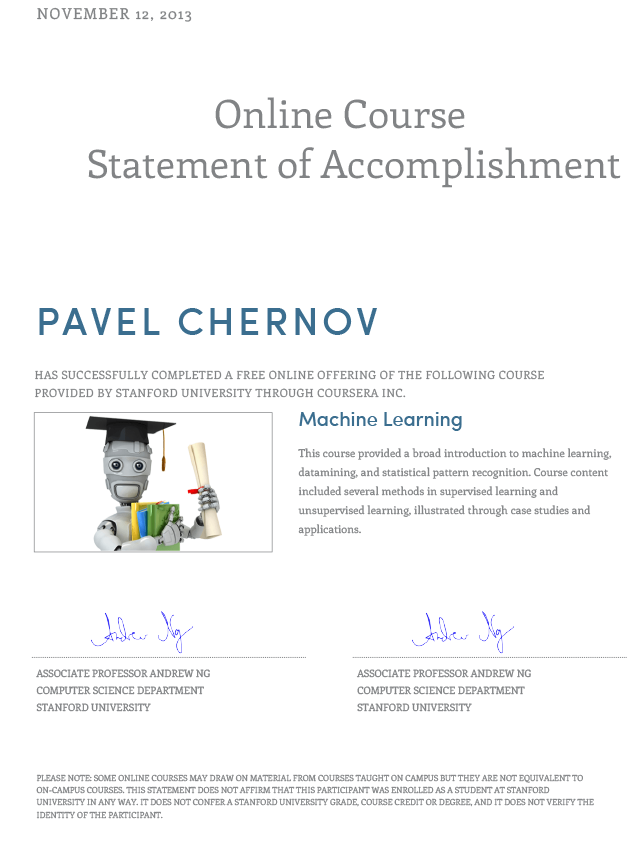 NOVEMBER 12, 2013
Online Course
Statement of Accomplishment
PAVEL CHERNOV
HAS SUCCESSFULLY COMPLETED A FREE ONLINE OFFERING OF THE FOLLOWING COURSE
PROVIDED BY STANFORD UNIVERSITY THROUGH COURSERA INC.
Machine Learning
This course provided a broad introduction to machine learning,
datamining, and statistical pattern recognition. Course content
included several methods in supervised learning and
unsupervised learning, illustrated through case studies and
applications.
Andrew Ng
ASSOCIATE PROFESSOR ANDREW NG
COMPUTER SCIENCE DEPARTMENT
STANFORD UNIVERSITY
Andrew Ng
ASSOCIATE PROFESSOR ANDREW NG
COMPUTER SCIENCE DEPARTMENT
STANFORD UNIVERSITY
PLEASE NOTE: SOME ONLINE COURSES MAY DRAW ON MATERIAL FROM COURSES TAUGHT ON CAMPUS BUT THEY ARE NOT EQUIVALENT TO
ON-CAMPUS COURSES. THIS STATEMENT DOES NOT AFFIRM THAT THIS PARTICIPANT WAS ENROLLED AS A STUDENT AT STANFORD
UNIVERSITY IN ANY WAY. IT DOES NOT CONFER A STANFORD UNIVERSITY GRADE, COURSE CREDIT OR DEGREE, AND IT DOES NOT VERIFY THE
IDENTITY OF THE PARTICIPANT.